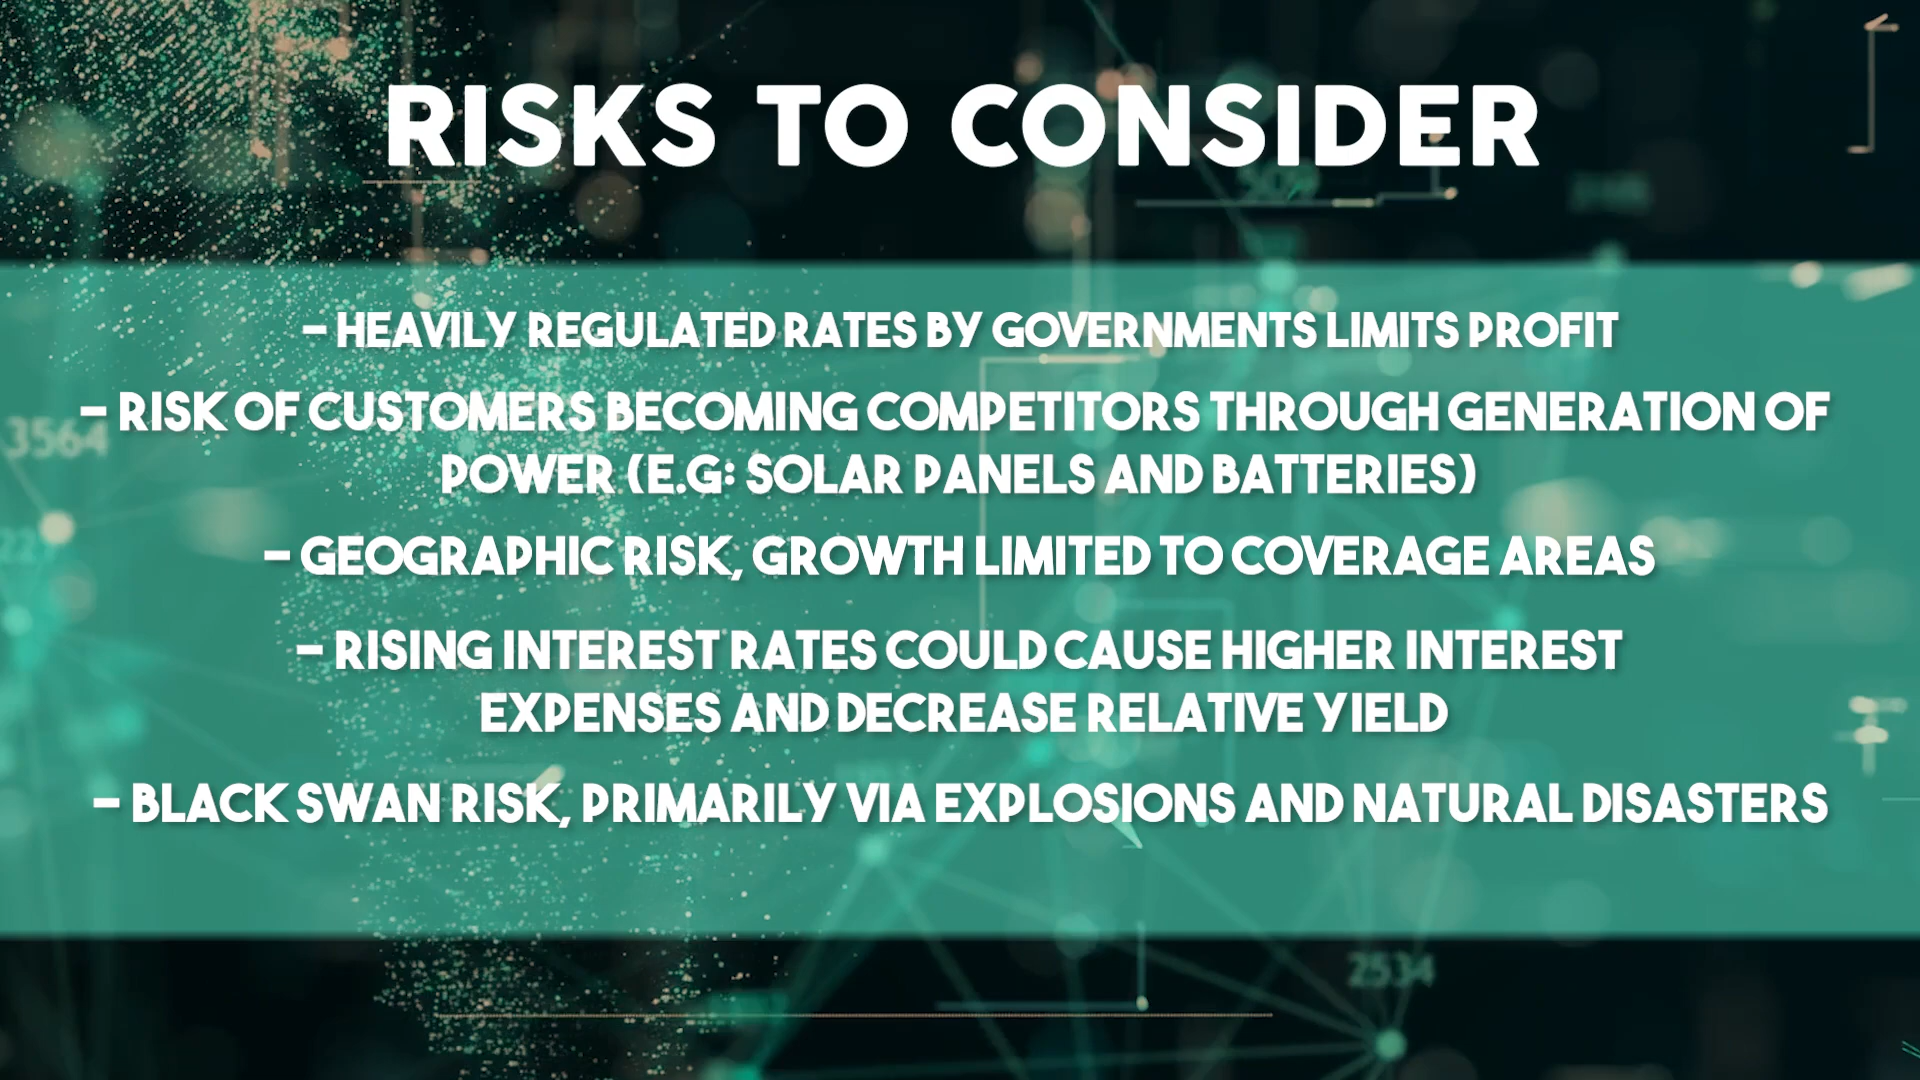 RISKS TO CONSIDER
- HEAVILY REGULATED RATES BY GOVERNMENTS LIMITS PROFIT
- RISK OF CUSTOMERS BECOMING COMPETITORS THROUGH GENERATION OF
POWER (E.G: SOLAR PANELS AND BATTERIES)
3564
- GEOGRAPHIC RISK, GROWTH LIMITED TO COVERAGE AREAS
- RISING INTEREST RATES COULD CAUSE HIGHER INTEREST
EXPENSES AND DECREASE RELATIVE YIELD
- BLACK SWAN RISK, PRIMARILY VIA EXPLOSIONS AND NATURAL DISASTERS
2534